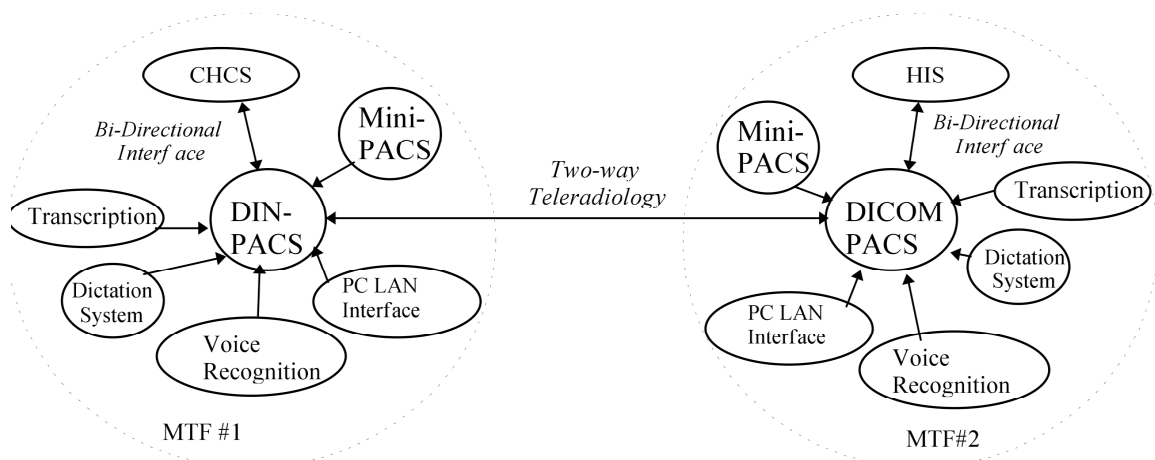 CHCS
Bi-Directional
Interf ace
Mini-
PACS
Transcription
DIN-
PACS
Dictation
System
PC LAN
Interface
Voice
Recognition
MTF #1
Two-way
Teleradiology
HIS
Bi-Directional
Interf ace
Mini-
PACS
Transcription
DICOM
PACS
Dictation
System
PC LAN
Interface
Voice
Recognition
MTF#2